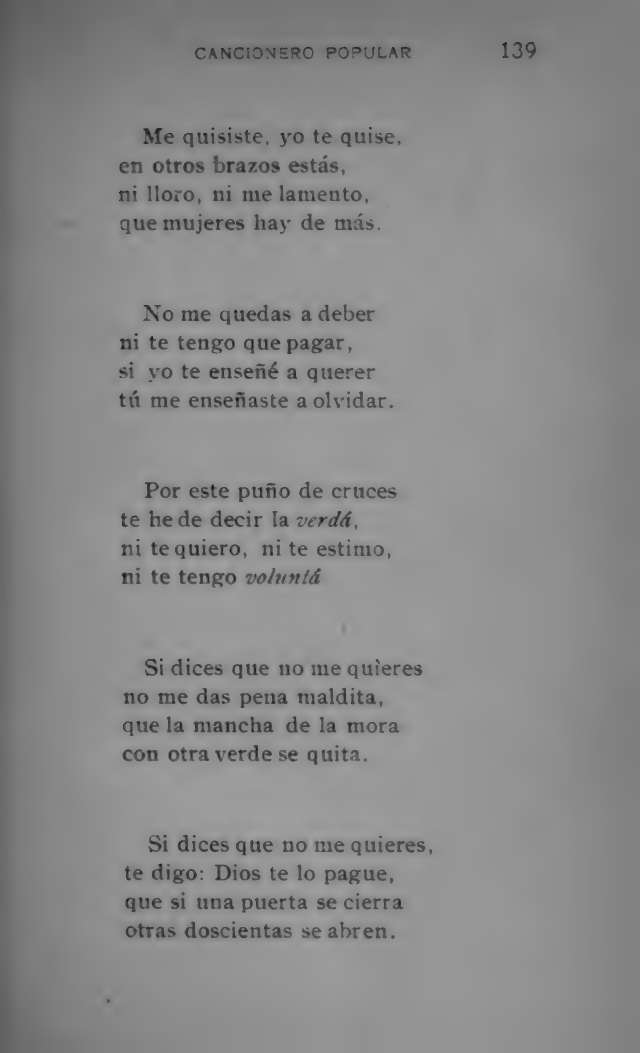 CANCIONERO POPULAR 139
Me quisiste, yo te quise,
en otros brazos estás,
ni lloro, ni me lamento,
que mujeres hay de más.
No me quedas a deber
ni te tengo que pagar,
si yo te enseñé a querer
tú me enseñaste a olvidar.
Por este puño de cruces
te he de decir la verdá,
ni te quiero, ni te estimo,
ni te tengo voluntá
Si dices que no me quieres
no me das pena maldita,
que la mancha de la mora
con otra verde se quita.
Si dices que no me quieres,
te digo: Dios te lo pague,
que si una puerta se cierra
otras doscientas se abren.